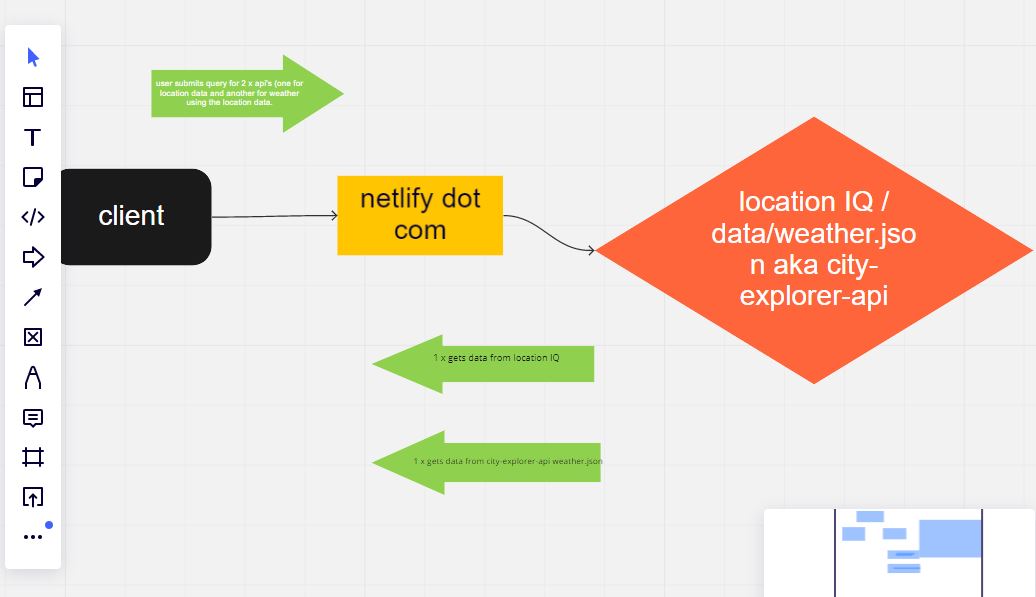 user submits query for 2 x api's (one for
location data and another for weather
using the location data.
client
netlify dot
com
location IQ /
data/weather.jso
n aka city-
explorer-api
1 x gets data from location IQ
1 x gets data from city-explorer-api weather.json